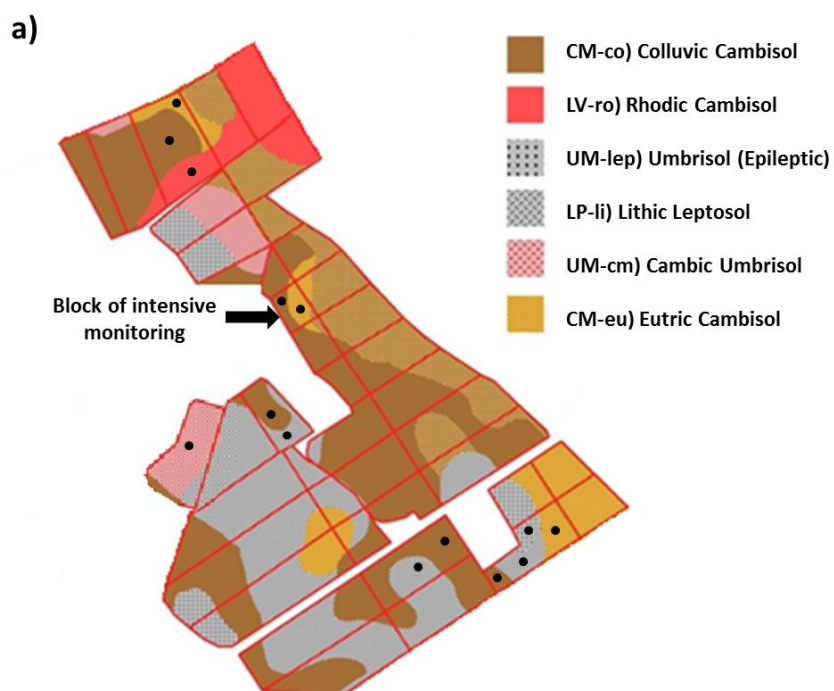 a)
CM-co) Colluvic Cambisol
LV-ro) Rhodic Cambisol
UM-lep) Umbrisol (Epileptic)
LP-li) Lithic Leptosol
UM-cm) Cambic Umbrisol
CM-eu) Eutric Cambisol
Block of intensive
monitoring